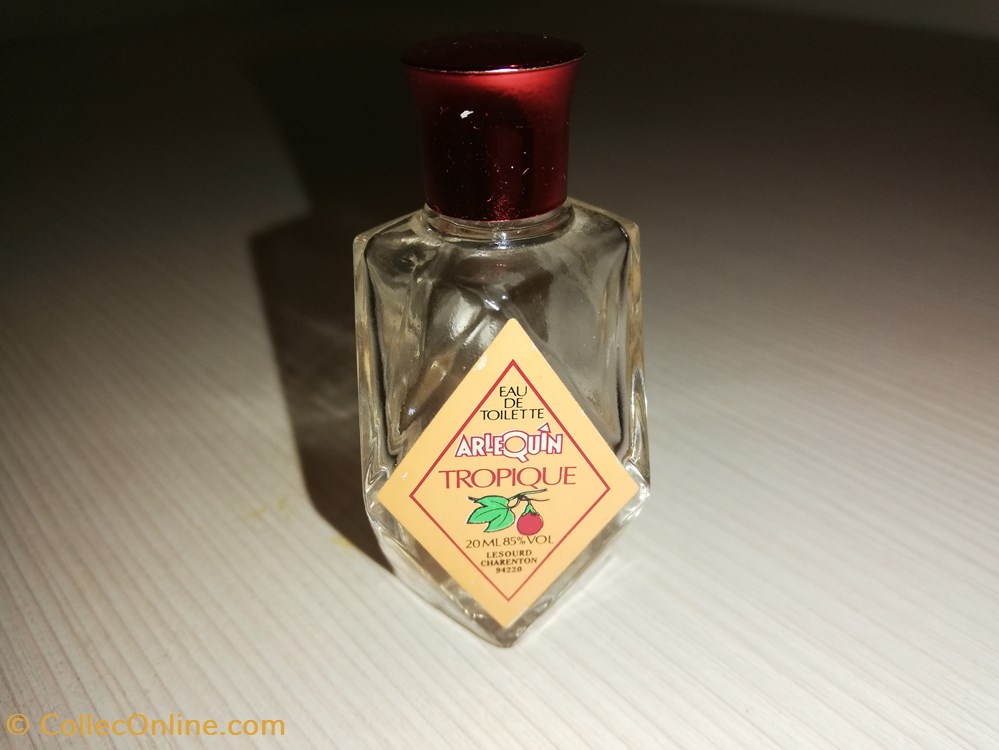 EAU
DE
TOILETTE
ARLEQUIN
TROPIQUE
20 ML 85% VOL
LESOURD
CHARENTON
94220
© CollecOnline.com